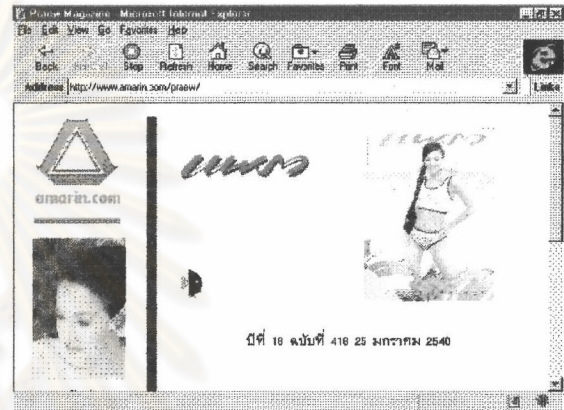 Praew Magazine - Microsoft Internet Explorer
File Edit View Go Favorites Help
Back Stop Refresh Home Search Favorites Print Font Mail
Address http://www.amarin.com/praew/ Links
แพรว
amarin.com
ปีที่ 18 ฉบับที่ 418 25 มกราคม 2540